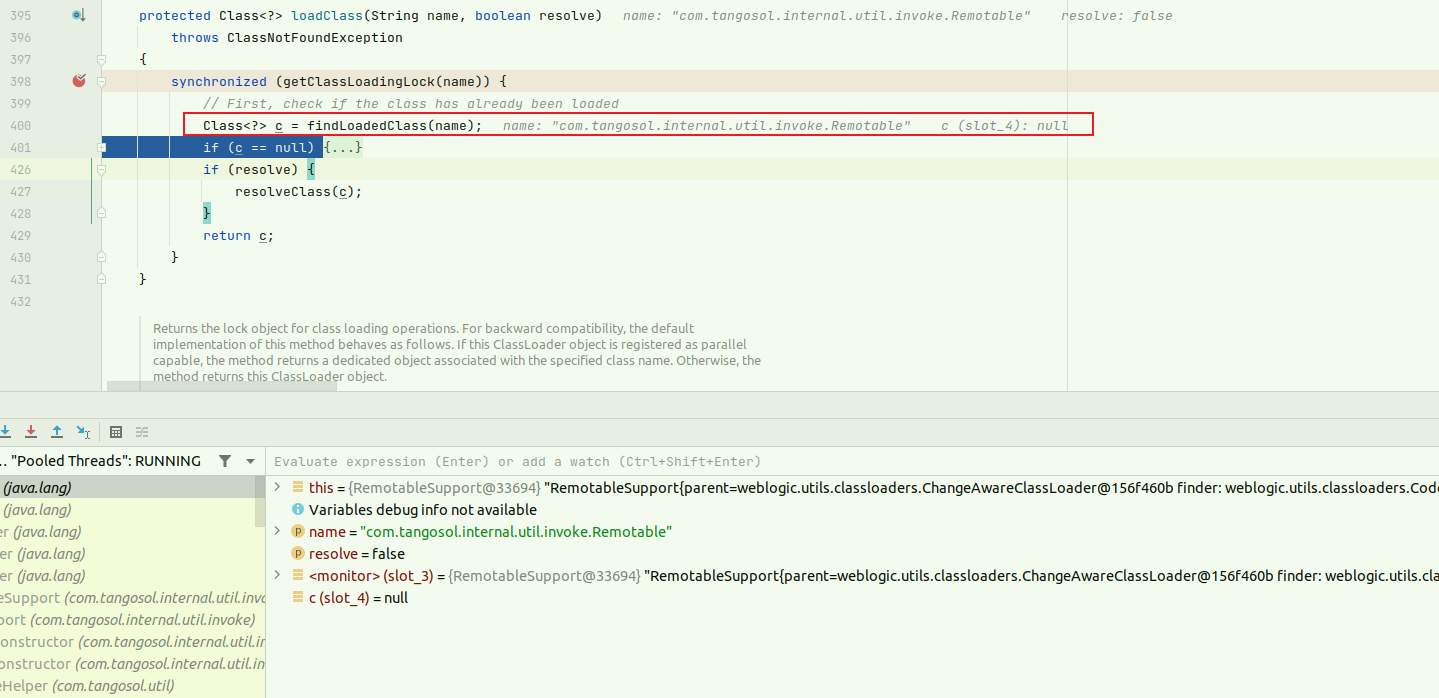 395 protected Class<?> loadClass(String name, boolean resolve) name: "com.tangosol.internal.util.invoke.Remotable" resolve: false
396 throws ClassNotFoundException
397 {
398 synchronized (getClassLoadingLock(name)) {
399 // First, check if the class has already been loaded
400 Class<?> c = findLoadedClass(name); name: "com.tangosol.internal.util.invoke.Remotable" c (slot_4): null
401 if (c == null) {...}
426 if (resolve) {
427 resolveClass(c);
428 }
429 return c;
430 }
431 }
432
Returns the lock object for class loading operations. For backward compatibility, the default
implementation of this method behaves as follows. If this ClassLoader object is registered as parallel
capable, the method returns a dedicated object associated with the specified class name. Otherwise, the
method returns this ClassLoader object.
.. "Pooled Threads": RUNNING
(java.lang)
(java.lang)
er (java.lang)
er (java.lang)
er (java.lang)
eSupport (com.tangosol.internal.util.invo
port (com.tangosol.internal.util.invoke)
onstructor (com.tangosol.internal.util.in
onstructor (com.tangosol.internal.util.in
eHelper (com.tangosol.util)
Evaluate expression (Enter) or add a watch (Ctrl+Shift+Enter)
this = {RemotableSupport@33694} "RemotableSupport{parent=weblogic.utils.classloaders.ChangeAwareClassLoader@156f460b finder: weblogic.utils.classloaders.Code
Variables debug info not available
p name = "com.tangosol.internal.util.invoke.Remotable"
p resolve = false
<monitor> (slot_3) = {RemotableSupport@33694} "RemotableSupport{parent=weblogic.utils.classloaders.ChangeAwareClassLoader@156f460b finder: weblogic.utils.cla
c (slot_4) = null